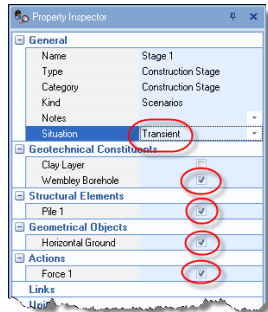 Property Inspector
General
Name Stage 1
Type Construction Stage
Category Construction Stage
Kind Scenarios
Notes
Situation Transient
Geotechnical Constituents
Clay Layer
Wembley Borehole
Structural Elements
Pile 1
Geometrical Objects
Horizontal Ground
Actions
Force 1
Links